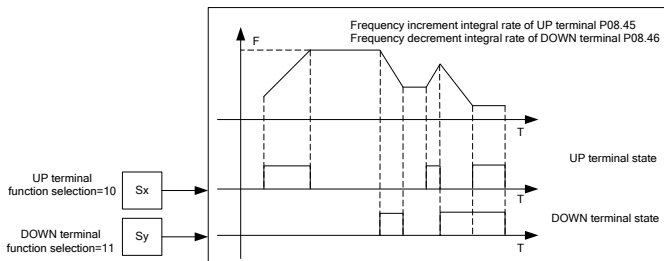 Frequency increment integral rate of UP terminal P08.45
Frequency decrement integral rate of DOWN terminal P08.46
F
T
UP terminal
function selection=10
Sx
UP terminal state
T
DOWN terminal
function selection=11
Sy
DOWN terminal state
T